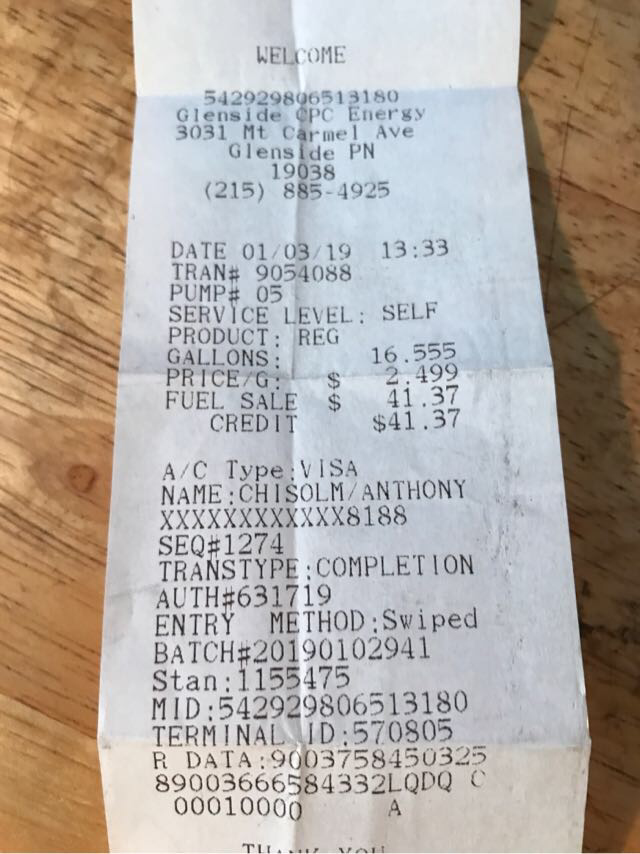 WELCOME
542929806513180
Glenside CPC Energy
3031 Mt Carmel Ave
Glenside PN
19038
(215) 885-4925
DATE 01/03/19 13:33
TRAN# 9054088
PUMP# 05
SERVICE LEVEL: SELF
PRODUCT: REG
GALLONS: 16.555
PRICE/G: $ 2.499
FUEL SALE $ 41.37
CREDIT $41.37
A/C Type:VISA
NAME:CHISOLM/ANTHONY
XXXXXXXXXXXX8188
SEQ#1274
TRANSTYPE:COMPLETION
AUTH#631719
ENTRY METHOD:Swiped
BATCH#20190102941
Stan:1155475
MID:542929806513180
TERMINAL ID:570805
R DATA:9003758450325
89003666584332LQDQ C
00010000 A
THANK YOU